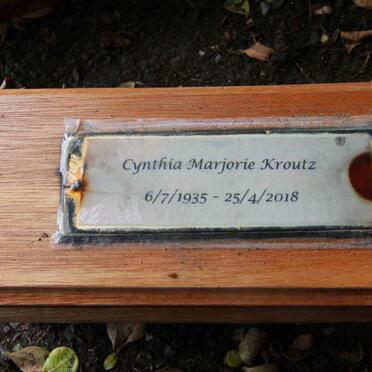 Cynthia Marjorie Kroutz
6/7/1935 - 25/4/2018